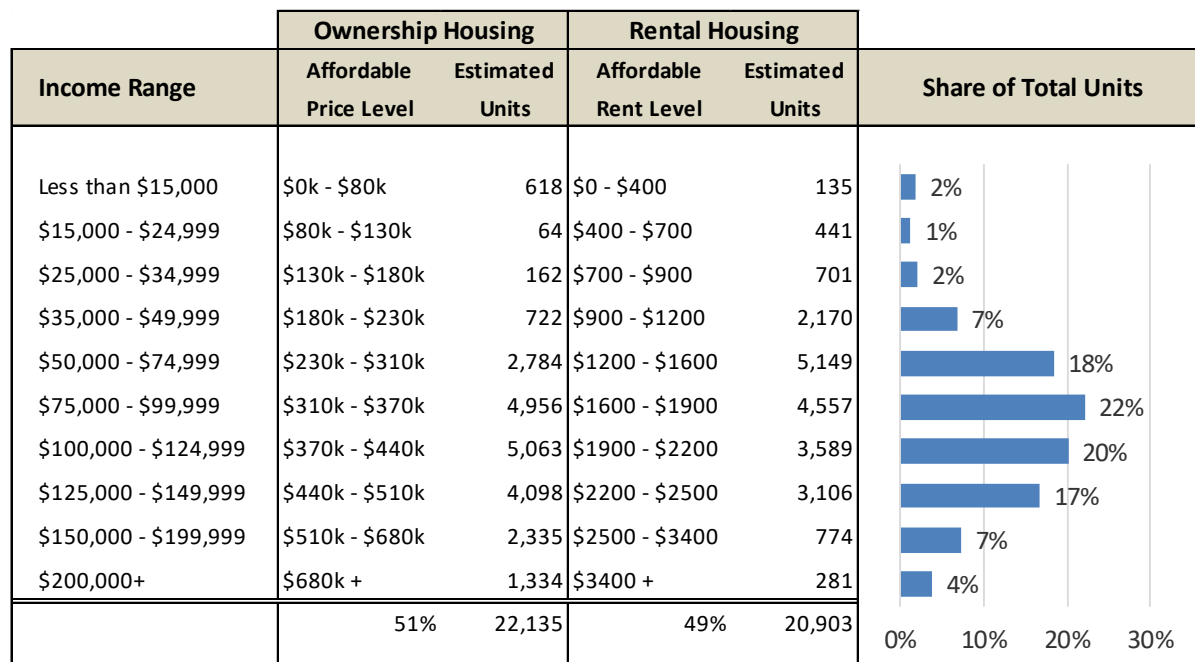 Ownership Housing Rental Housing
Income Range Affordable Price Level Estimated Units Affordable Rent Level Estimated Units Share of Total Units
Less than $15,000 $0k - $80k 618 $0 - $400 135 2%
$15,000 - $24,999 $80k - $130k 64 $400 - $700 441 1%
$25,000 - $34,999 $130k - $180k 162 $700 - $900 701 2%
$35,000 - $49,999 $180k - $230k 722 $900 - $1200 2,170 7%
$50,000 - $74,999 $230k - $310k 2,784 $1200 - $1600 5,149 18%
$75,000 - $99,999 $310k - $370k 4,956 $1600 - $1900 4,557 22%
$100,000 - $124,999 $370k - $440k 5,063 $1900 - $2200 3,589 20%
$125,000 - $149,999 $440k - $510k 4,098 $2200 - $2500 3,106 17%
$150,000 - $199,999 $510k - $680k 2,335 $2500 - $3400 774 7%
$200,000+ $680k + 1,334 $3400 + 281 4%
51% 22,135 49% 20,903
0% 10% 20% 30%